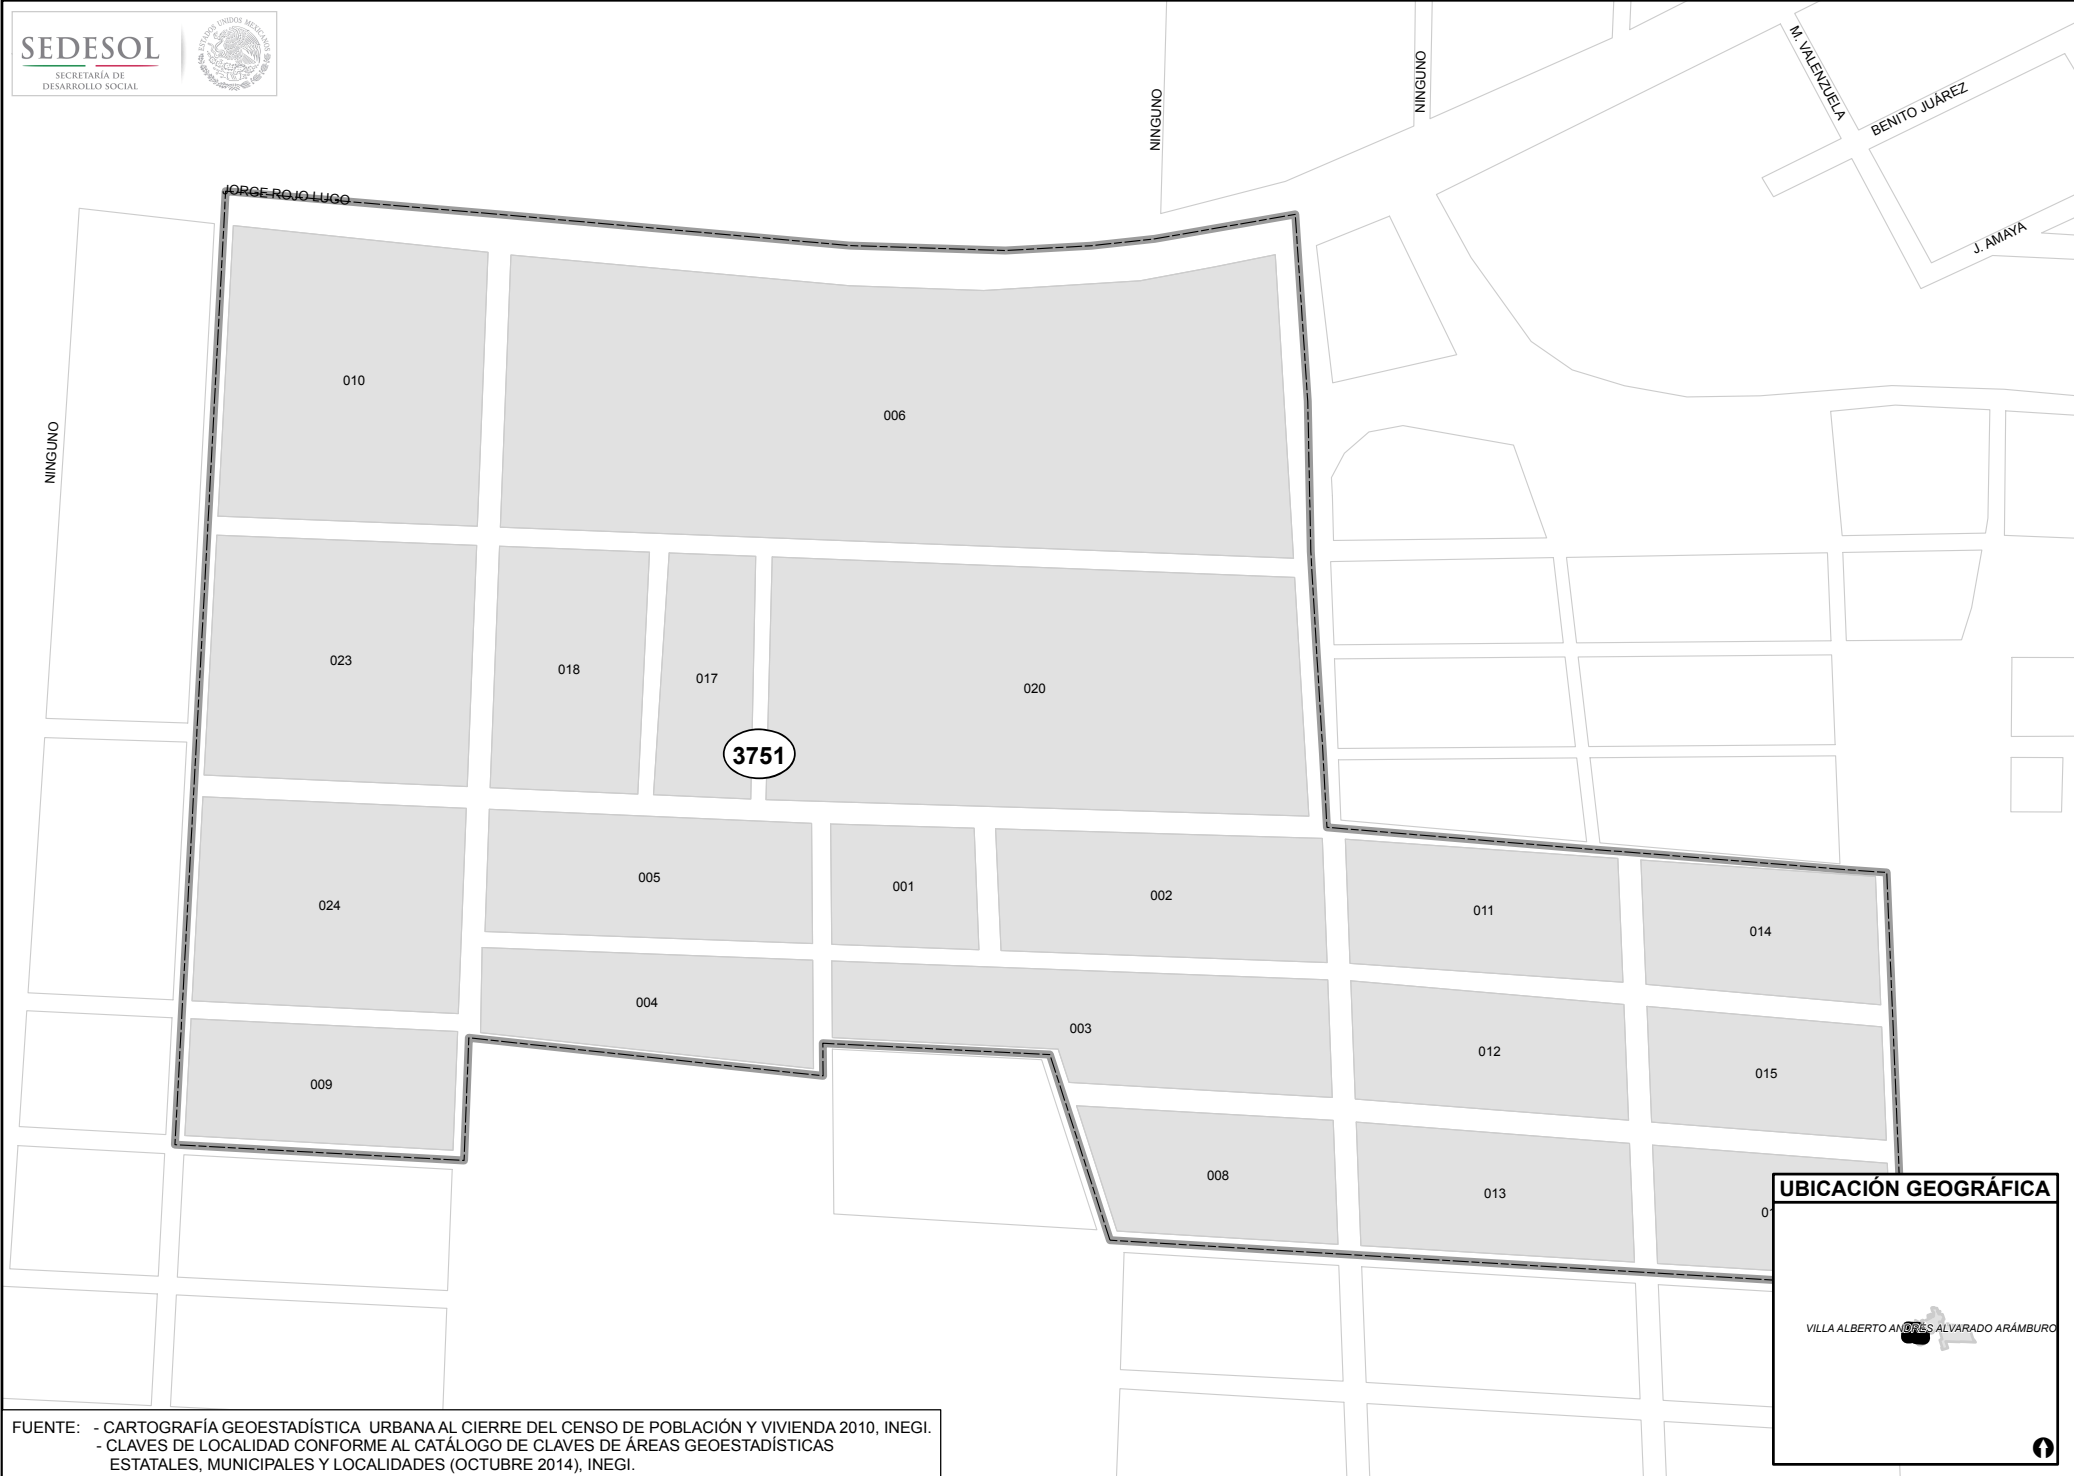 SEDESOL
SECRETARÍA DE
DESARROLLO SOCIAL
ESTADOS UNIDOS MEXICANOS
NINGUNO
NINGUNO
M. VALENZUELA
BENITO JUÁREZ
J. AMAYA
JORGE ROJO LUGO
NINGUNO
010
006
023
018
017
020
3751
024
005
001
002
011
014
004
003
012
015
009
008
013
UBICACIÓN GEOGRÁFICA
VILLA ALBERTO ANDRÉS ALVARADO ARÁMBURO
FUENTE: - CARTOGRAFÍA GEOESTADÍSTICA URBANA AL CIERRE DEL CENSO DE POBLACIÓN Y VIVIENDA 2010, INEGI.
- CLAVES DE LOCALIDAD CONFORME AL CATÁLOGO DE CLAVES DE ÁREAS GEOESTADÍSTICAS
ESTATALES, MUNICIPALES Y LOCALIDADES (OCTUBRE 2014), INEGI.